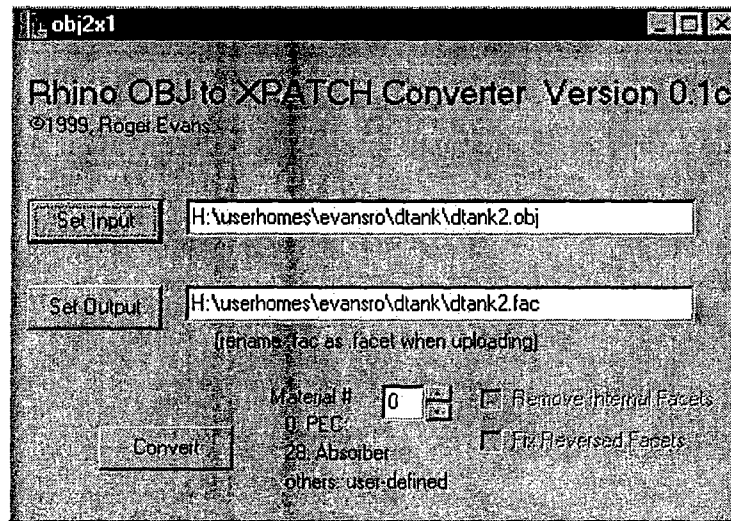 obj2x1
Rhino OBJ to XPATCH Converter Version 0.1c
©1999, Roger Evans
Set Input
H:\userhomes\evansro\dtank\dtank2.obj
Set Output
H:\userhomes\evansro\dtank\dtank2.fac
(rename .fac as .facet when uploading)
Material #
0
Remove Internal Facets
0: PEC
Fix Reversed Facets
Convert
28: Absorber
others: user-defined